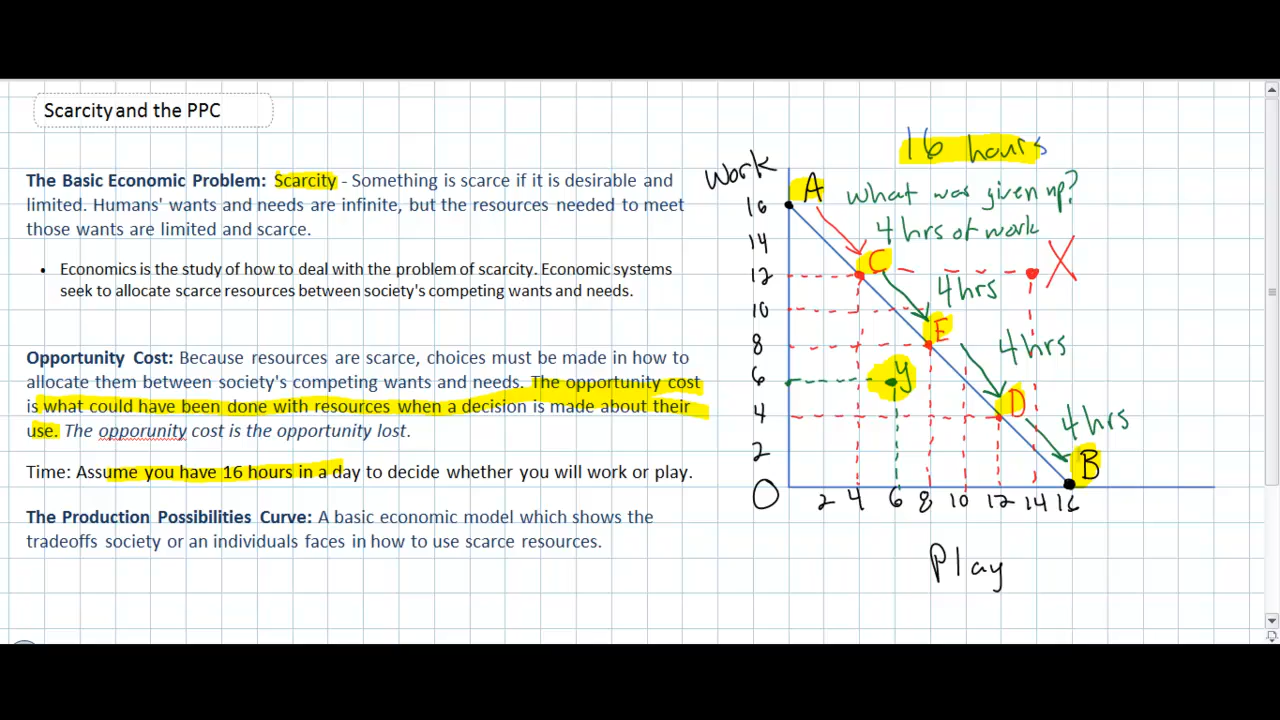 Scarcity and the PPC
The Basic Economic Problem: Scarcity - Something is scarce if it is desirable and
limited. Humans' wants and needs are infinite, but the resources needed to meet
those wants are limited and scarce.
• Economics is the study of how to deal with the problem of scarcity. Economic systems
seek to allocate scarce resources between society's competing wants and needs.
Opportunity Cost: Because resources are scarce, choices must be made in how to
allocate them between society's competing wants and needs. The opportunity cost
is what could have been done with resources when a decision is made about their
use. The opporunity cost is the opportunity lost.
Time: Assume you have 16 hours in a day to decide whether you will work or play.
The Production Possibilities Curve: A basic economic model which shows the
tradeoffs society or an individuals faces in how to use scarce resources.
16 hours
Work
A
What was given up?
16
4 hrs of work
14
C
X
12
4 hrs
10
E
8
4 hrs
y
6
D
4
4 hrs
2
B
0
2 4 6 8 10 12 14 16
Play